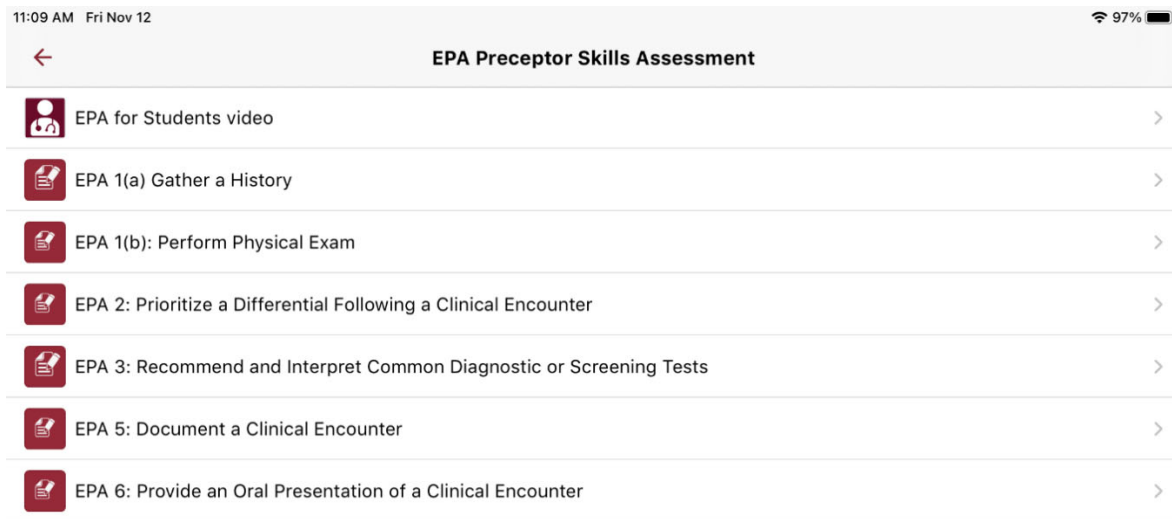 11:09 AM Fri Nov 12 97%
EPA Preceptor Skills Assessment
EPA for Students video
EPA 1(a) Gather a History
EPA 1(b): Perform Physical Exam
EPA 2: Prioritize a Differential Following a Clinical Encounter
EPA 3: Recommend and Interpret Common Diagnostic or Screening Tests
EPA 5: Document a Clinical Encounter
EPA 6: Provide an Oral Presentation of a Clinical Encounter